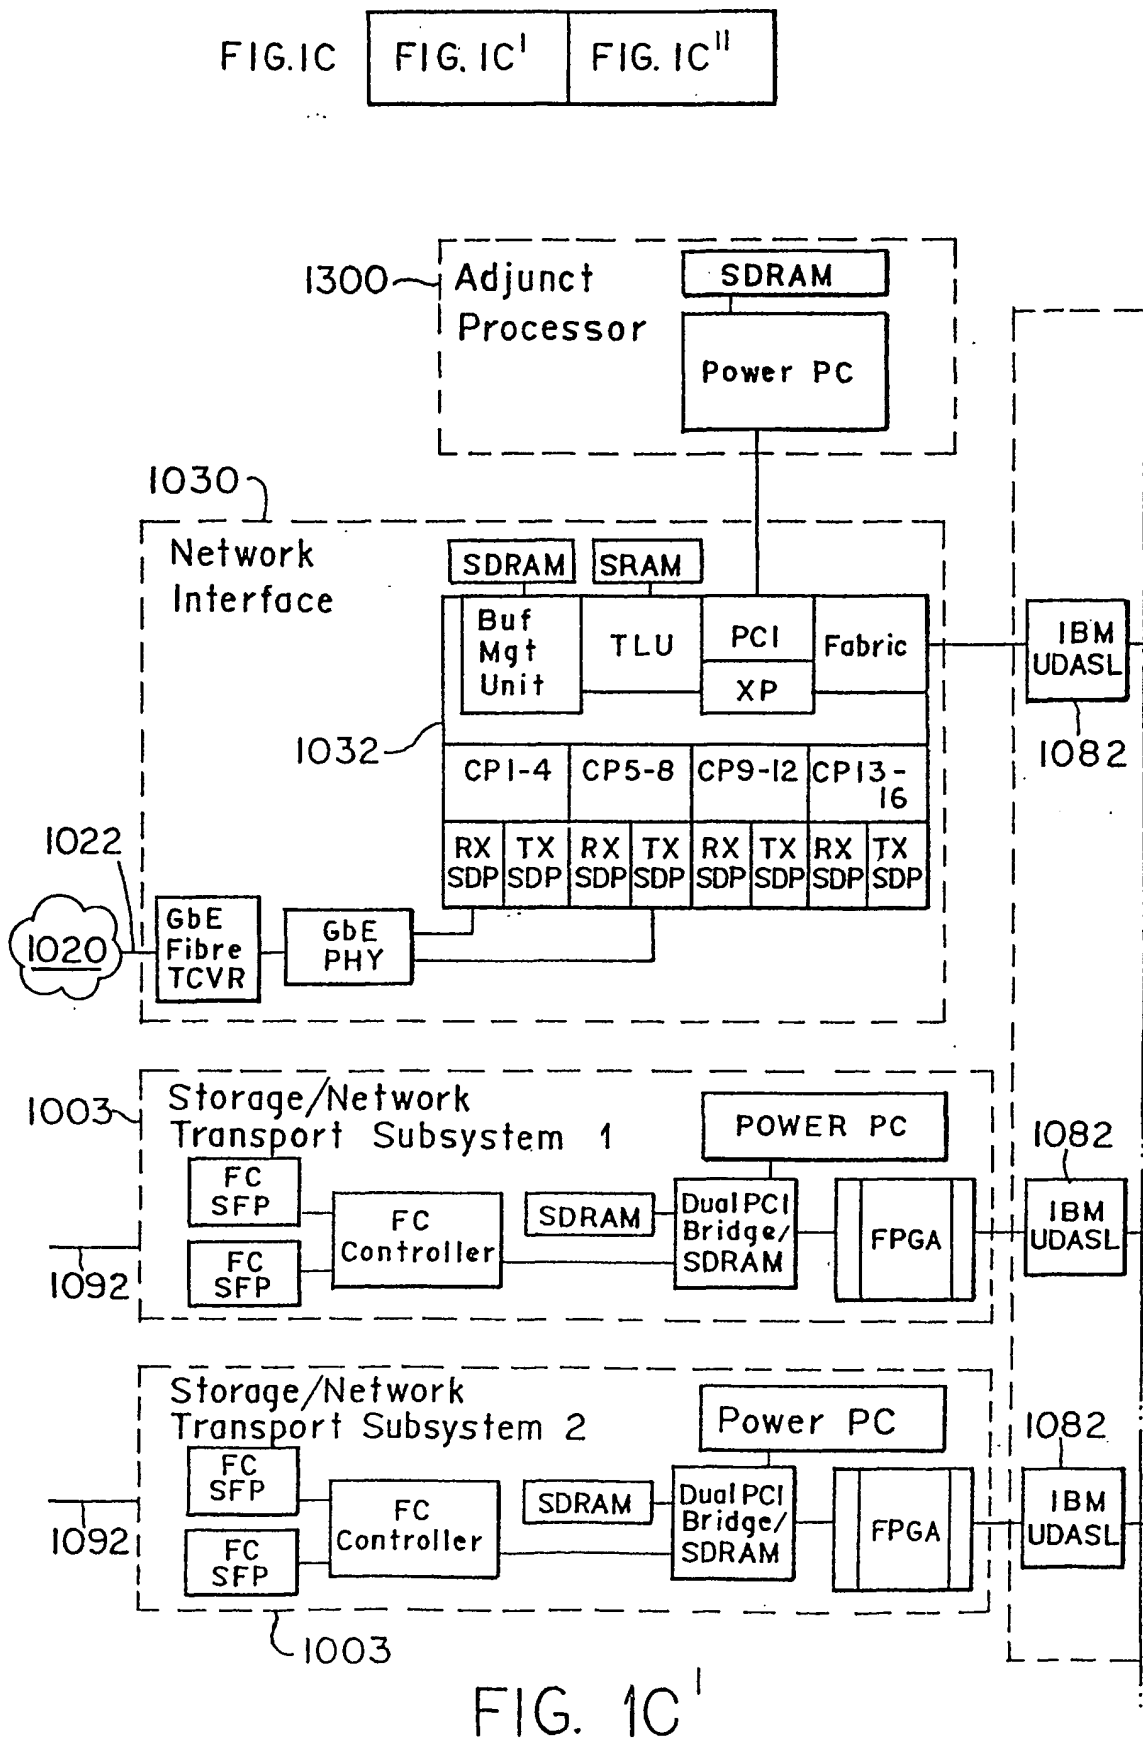 FIG.1C
FIG. 1C'
FIG. 1C"
1300
Adjunct
Processor
SDRAM
Power PC
1030
Network
Interface
SDRAM
SRAM
Buf
Mgt
Unit
TLU
PCI
XP
Fabric
IBM
UDASL
1082
1032
CP1-4
CP5-8
CP9-12
CP13-
16
RX
SDP
TX
SDP
RX
SDP
TX
SDP
RX
SDP
TX
SDP
RX
SDP
TX
SDP
1022
1020
GbE
Fibre
TCVR
GbE
PHY
1003
Storage/Network
Transport Subsystem 1
POWER PC
FC
SFP
FC
SFP
FC
Controller
SDRAM
Dual PCI
Bridge/
SDRAM
FPGA
1082
IBM
UDASL
1092
Storage/Network
Transport Subsystem 2
Power PC
FC
SFP
FC
SFP
FC
Controller
SDRAM
Dual PCI
Bridge/
SDRAM
FPGA
1082
IBM
UDASL
1092
1003
FIG. 1C'